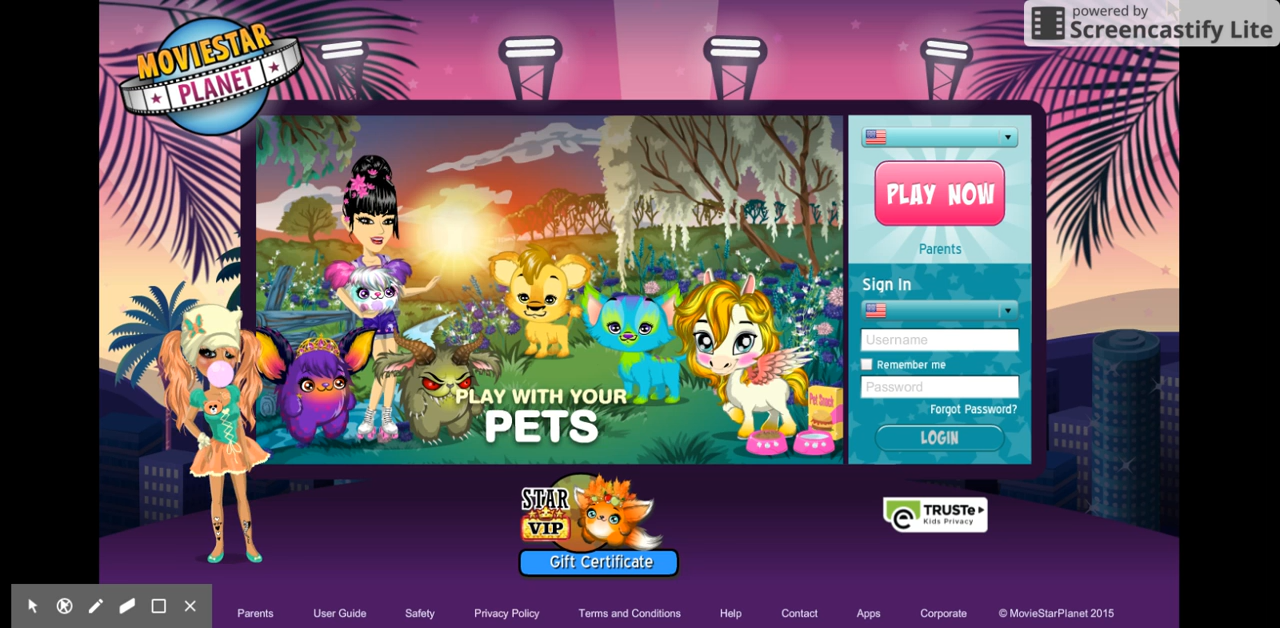 powered by
Screencastify Lite
MOVIESTAR
PLANET
PLAY NOW
Parents
Sign In
Username
Remember me
Password
Forgot Password?
LOGIN
PLAY WITH YOUR
PETS
Pet Snack
STAR
VIP
Gift Certificate
TRUSTe
Kids Privacy
Parents User Guide Safety Privacy Policy Terms and Conditions Help Contact Apps Corporate © MovieStarPlanet 2015